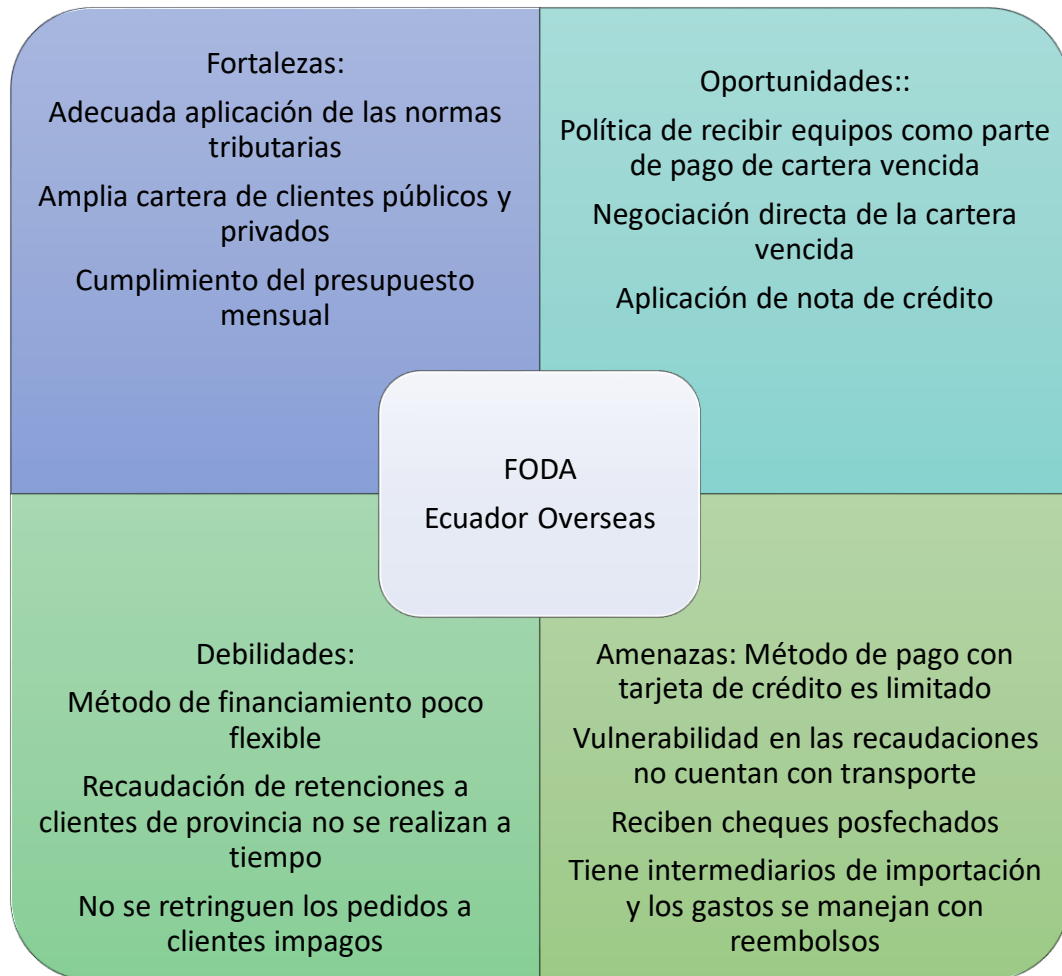 Fortalezas:
Adecuada aplicación de las normas
tributarias
Amplia cartera de clientes públicos y
privados
Cumplimiento del presupuesto
mensual
Oportunidades::
Política de recibir equipos como parte
de pago de cartera vencida
Negociación directa de la cartera
vencida
Aplicación de nota de crédito
FODA
Ecuador Overseas
Debilidades:
Método de financiamiento poco
flexible
Recaudación de retenciones a
clientes de provincia no se realizan a
tiempo
No se retringuen los pedidos a
clientes impagos
Amenazas: Método de pago con
tarjeta de crédito es limitado
Vulnerabilidad en las recaudaciones
no cuentan con transporte
Reciben cheques posfechados
Tiene intermediarios de importación
y los gastos se manejan con
reembolsos